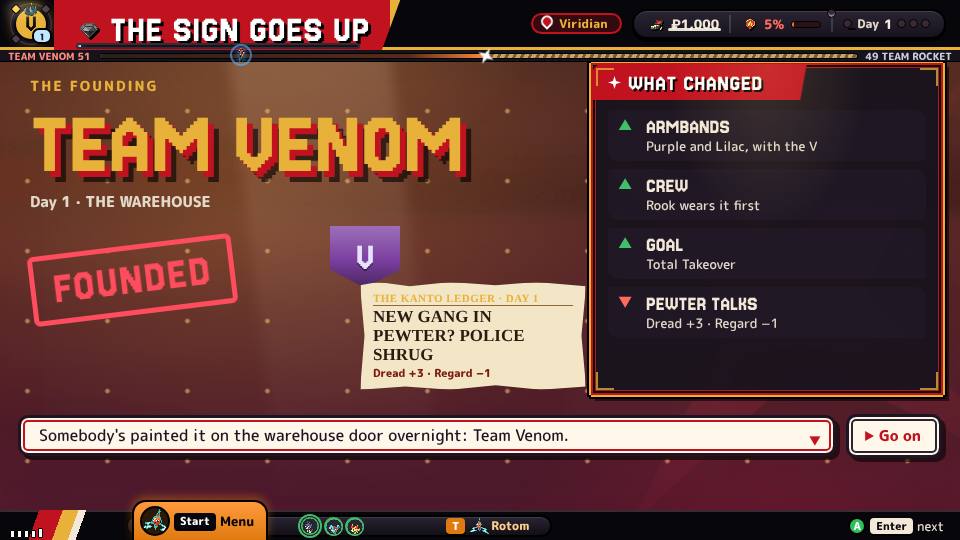 1
THE SIGN GOES UP
Viridian
₽1,000
5%
Day 1
TEAM VENOM 51
49 TEAM ROCKET
THE FOUNDING
TEAM VENOM
Day 1 · THE WAREHOUSE
FOUNDED
V
THE KANTO LEDGER · DAY 1
NEW GANG IN
PEWTER? POLICE
SHRUG
Dread +3 · Regard −1
WHAT CHANGED
ARMBANDS
Purple and Lilac, with the V
CREW
Rook wears it first
GOAL
Total Takeover
PEWTER TALKS
Dread +3 · Regard −1
Somebody's painted it on the warehouse door overnight: Team Venom.
Go on
Start Menu
T Rotom
A Enter next